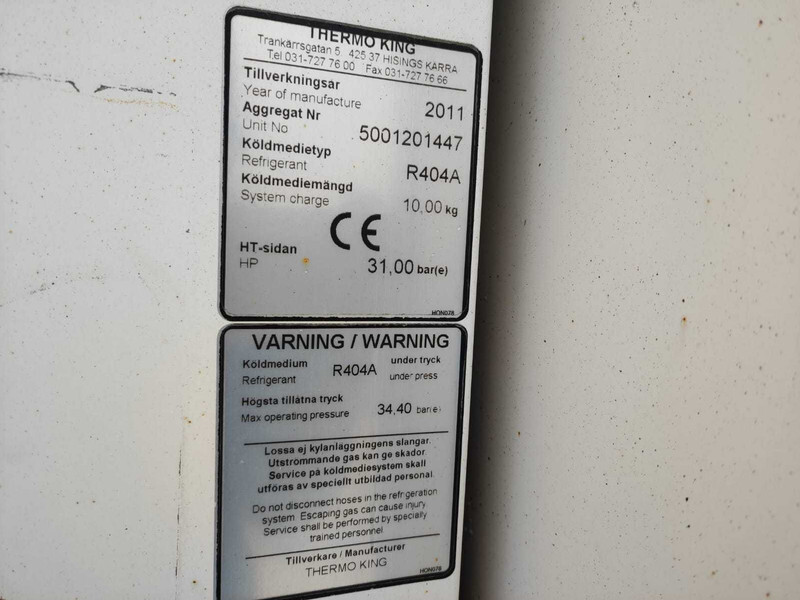 THERMO KING
Trankärrsgatan 5 425 37 HISINGS KARRA
Tel 031-727 76 00 Fax 031-727 76 66
Tillverkningsår
Year of manufacture 2011
Aggregat Nr
Unit No 5001201447
Köldmedietyp
Refrigerant R404A
Köldmediemängd
System charge 10,00 kg
CE
HT-sidan
HP 31,00 bar(e)
HON078
VARNING / WARNING
Köldmedium R404A under tryck
Refrigerant under press
Högsta tillåtna tryck
Max operating pressure 34,40 bar(e)
Lossa ej kylanläggningens slangar.
Utströmmande gas kan ge skador
Service på köldmediesystem skall
utföras av speciellt utbildad personal
Do not disconnect hoses in the refrigeration
system. Escaping gas can cause injury
Service shall be performed by specially
trained personnel
Tillverkare / Manufacturer
THERMO KING
HON078